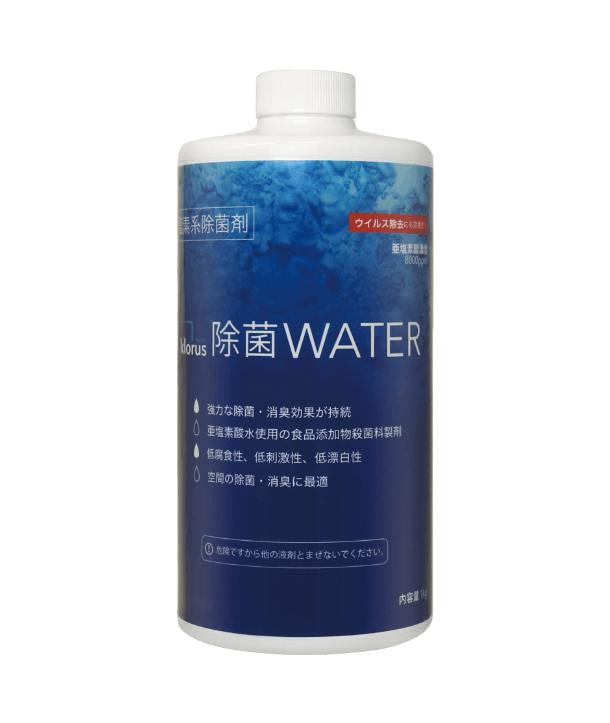 素系除菌剤
ウイルス除去にも効果的
亜塩素酸濃度
8000ppm
klorus 除菌WATER
強力な除菌・消臭効果が持続
亜塩素酸水使用の食品添加物殺菌料製剤
低腐食性、低刺激性、低漂白性
空間の除菌・消臭に最適
危険ですから他の液剤とまぜないでください。
内容量 1kg